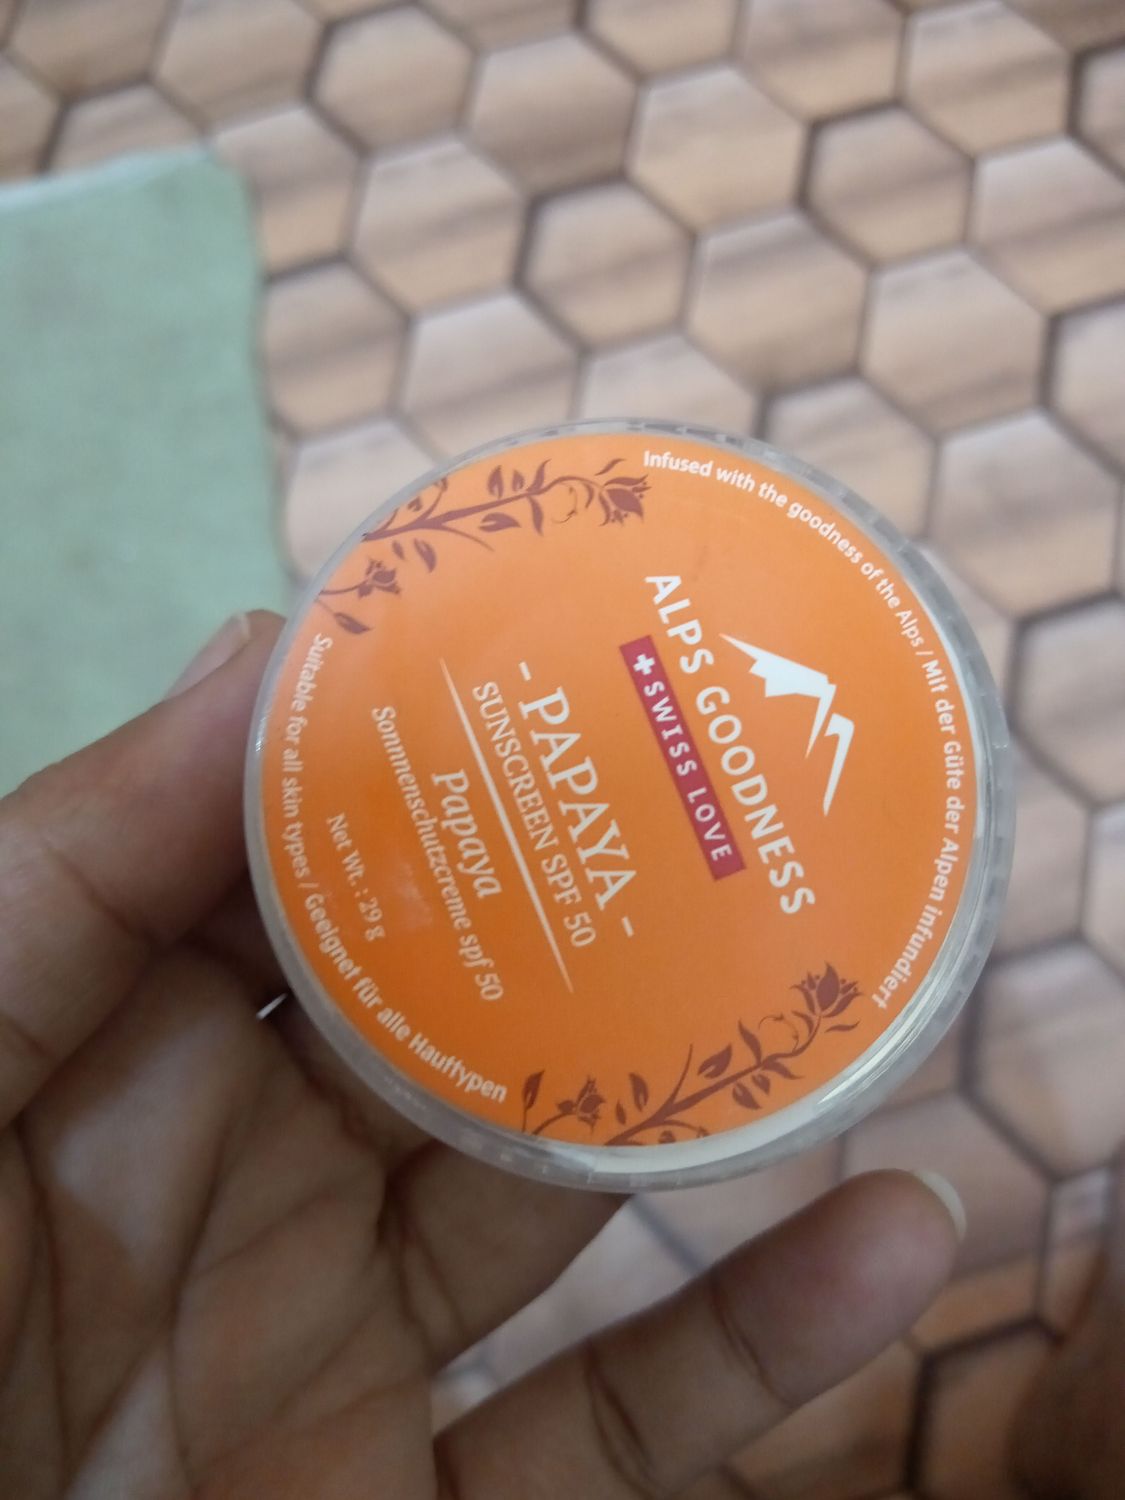 Infused with the goodness of the Alps / Mit der Güte der Alpen infundiert
ALPS GOODNESS
+ SWISS LOVE
- PAPAYA -
SUNSCREEN SPF 50
Papaya
Sonnnenschutzcreme spf 50
Net Wt. : 29 g
Suitable for all skin types / Geeignet für alle Hauttypen